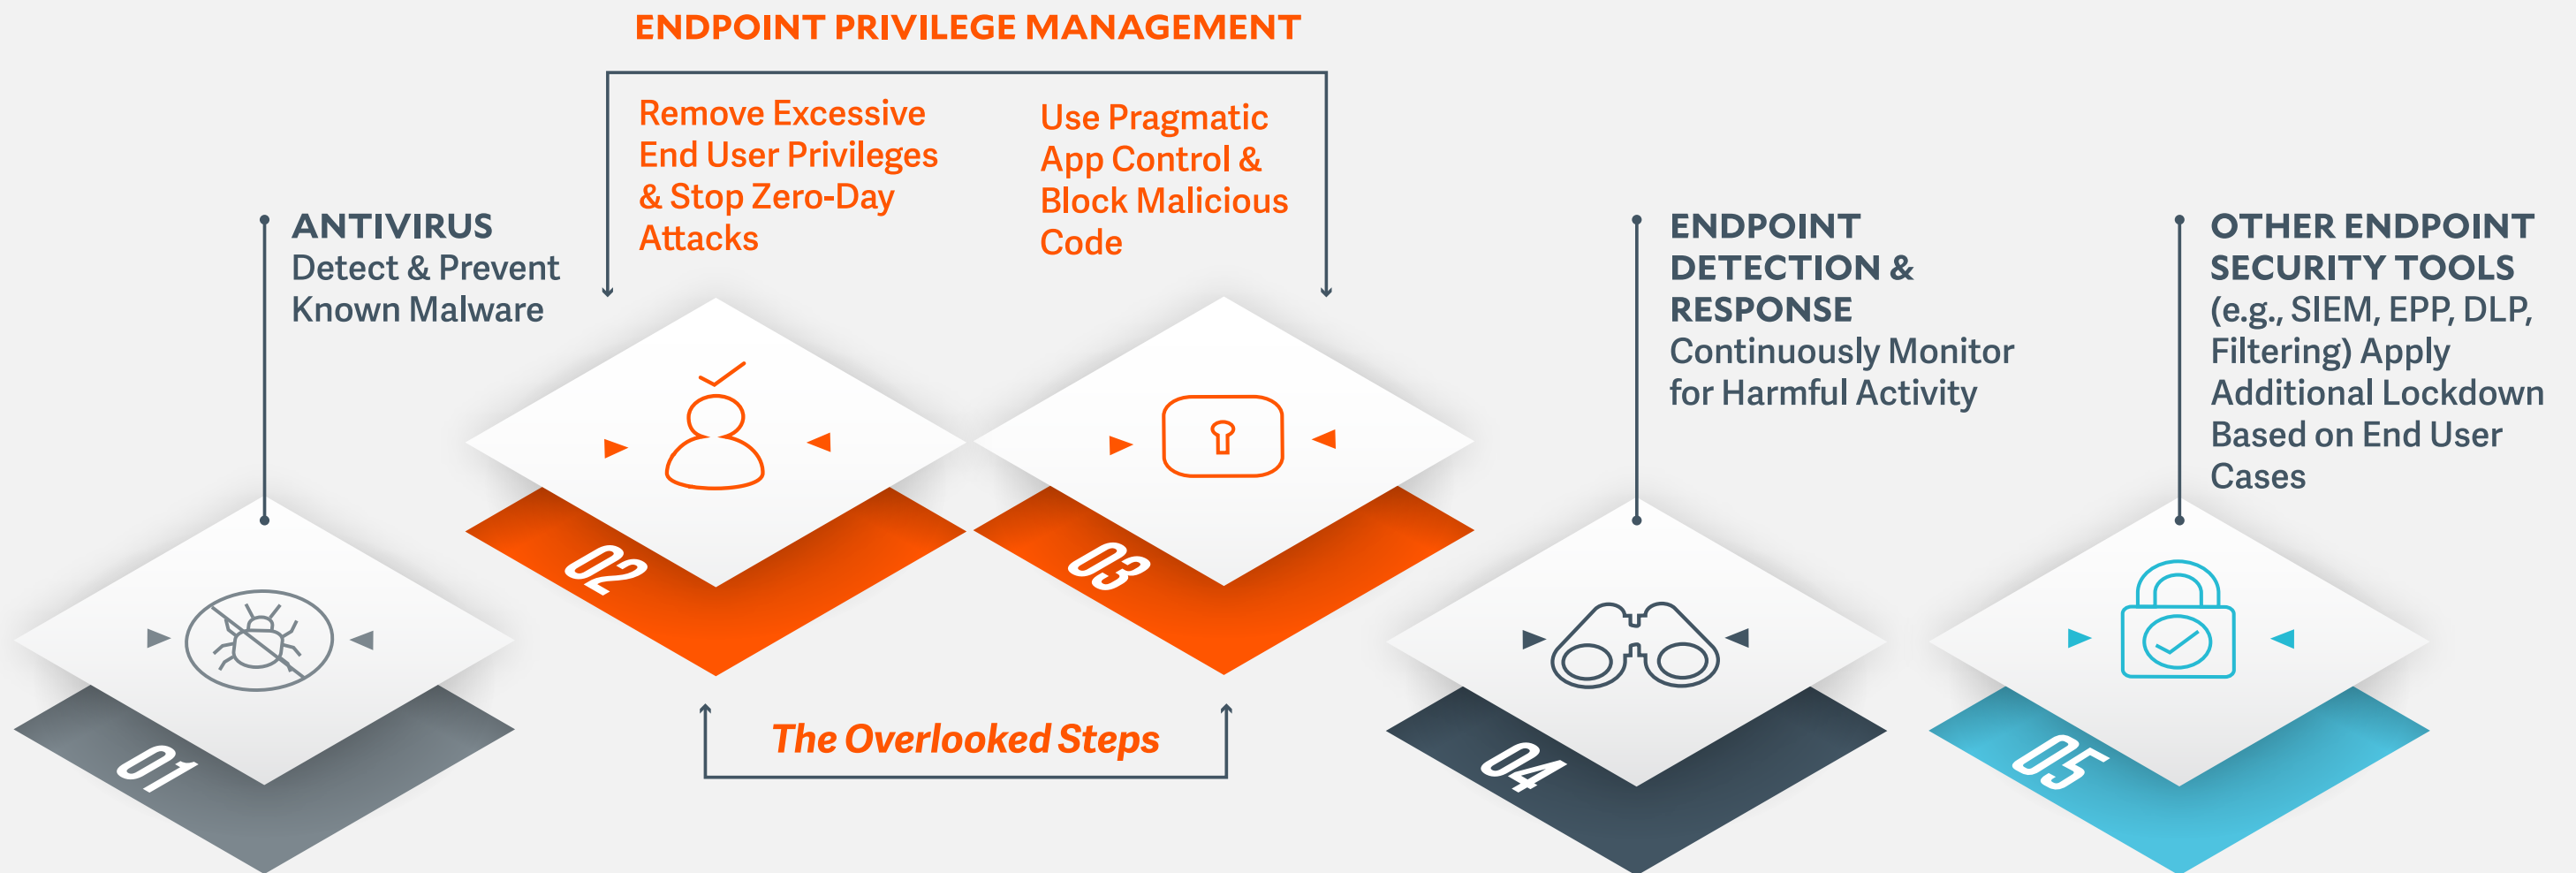 ENDPOINT PRIVILEGE MANAGEMENT
Remove Excessive
End User Privileges
& Stop Zero-Day
Attacks
Use Pragmatic
App Control &
Block Malicious
Code
ANTIVIRUS
Detect & Prevent
Known Malware
ENDPOINT
DETECTION &
RESPONSE
Continuously Monitor
for Harmful Activity
OTHER ENDPOINT
SECURITY TOOLS
(e.g., SIEM, EPP, DLP,
Filtering) Apply
Additional Lockdown
Based on End User
Cases
01
02
03
04
05
The Overlooked Steps